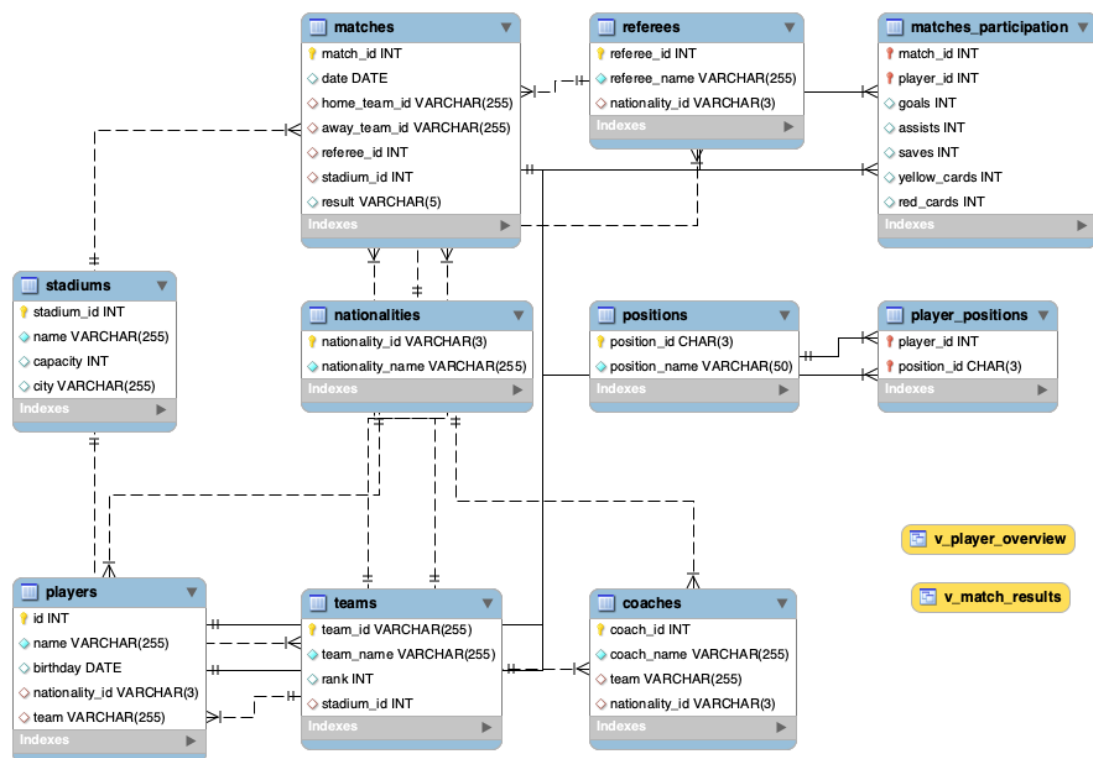 matches
match_id INT
date DATE
home_team_id VARCHAR(255)
away_team_id VARCHAR(255)
referee_id INT
stadium_id INT
result VARCHAR(5)
Indexes
referees
referee_id INT
referee_name VARCHAR(255)
nationality_id VARCHAR(3)
Indexes
matches_participation
match_id INT
player_id INT
goals INT
assists INT
saves INT
yellow_cards INT
red_cards INT
Indexes
stadiums
stadium_id INT
name VARCHAR(255)
capacity INT
city VARCHAR(255)
Indexes
nationalities
nationality_id VARCHAR(3)
nationality_name VARCHAR(255)
Indexes
positions
position_id CHAR(3)
position_name VARCHAR(50)
Indexes
player_positions
player_id INT
position_id CHAR(3)
Indexes
v_player_overview
v_match_results
players
id INT
name VARCHAR(255)
birthday DATE
nationality_id VARCHAR(3)
team VARCHAR(255)
Indexes
teams
team_id VARCHAR(255)
team_name VARCHAR(255)
rank INT
stadium_id INT
Indexes
coaches
coach_id INT
coach_name VARCHAR(255)
team VARCHAR(255)
nationality_id VARCHAR(3)
Indexes